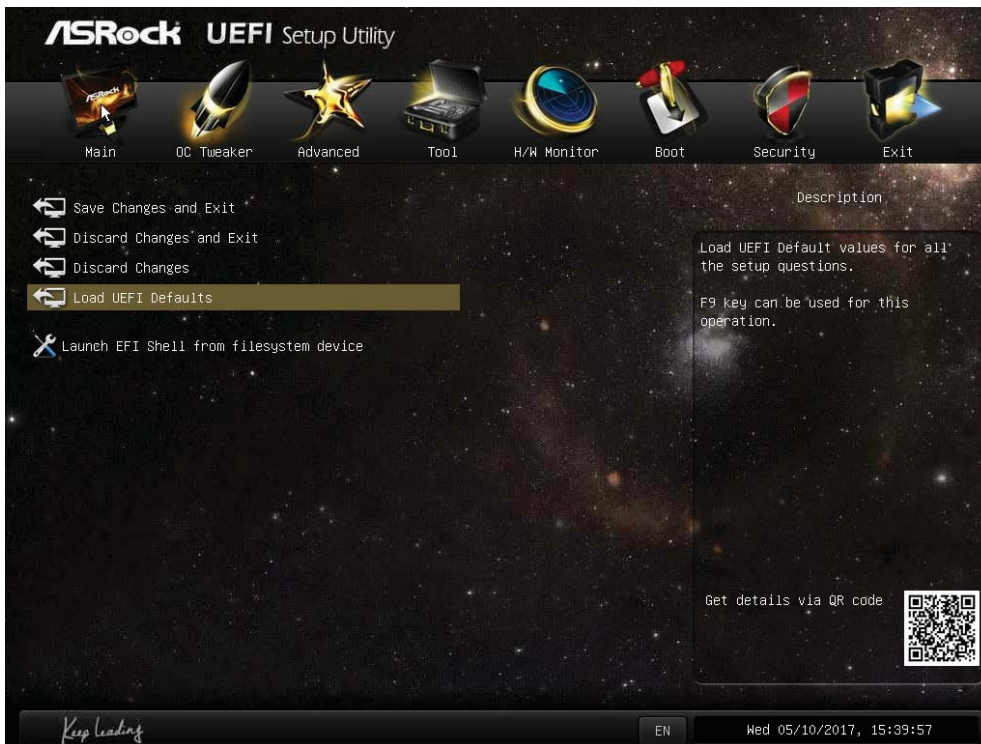 ASRock UEFI Setup Utility
ASRock
Main OC Tweaker Advanced Tool H/W Monitor Boot Security Exit
Save Changes and Exit
Discard Changes and Exit
Discard Changes
Load UEFI Defaults
Launch EFI Shell from filesystem device
Description
Load UEFI Default values for all
the setup questions.
F9 key can be used for this
operation.
Get details via QR code
Keep Leading
EN
Wed 05/10/2017, 15:39:57